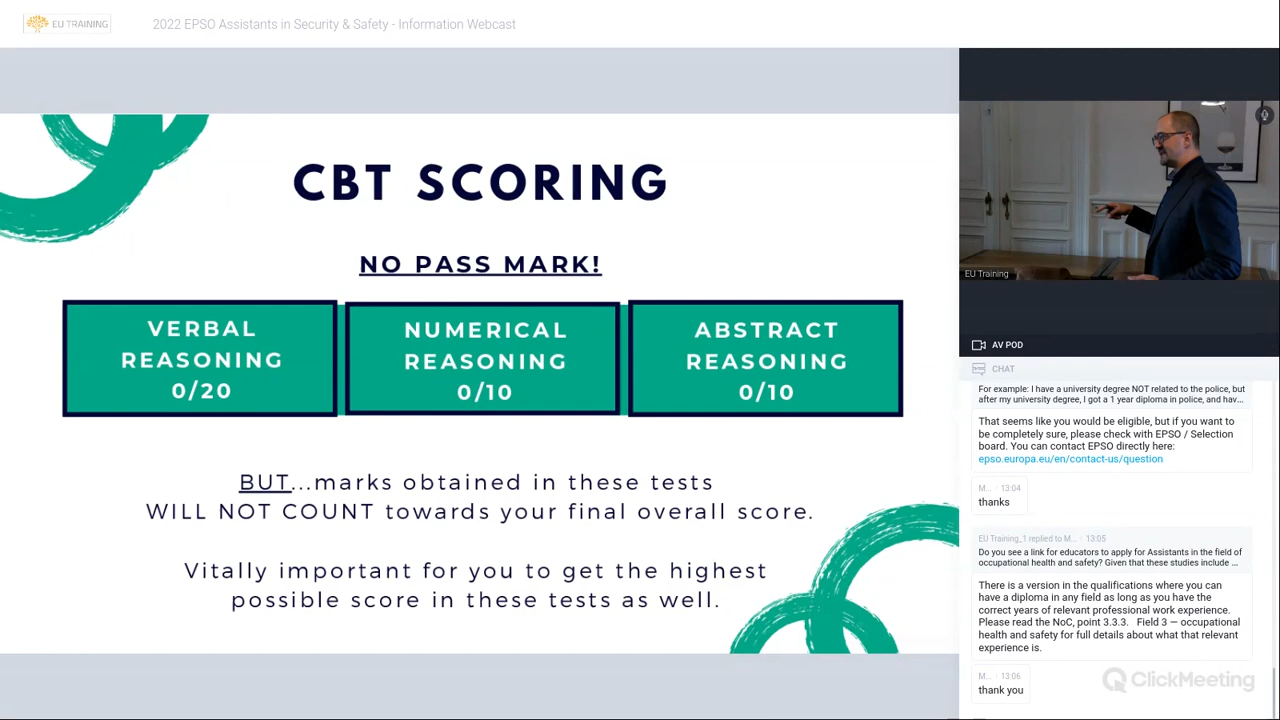 EU TRAINING
2022 EPSO Assistants in Security & Safety - Information Webcast
CBT SCORING
NO PASS MARK!
VERBAL
REASONING
0/20
NUMERICAL
REASONING
0/10
ABSTRACT
REASONING
0/10
BUT...marks obtained in these tests
WILL NOT COUNT towards your final overall score.
Vitally important for you to get the highest
possible score in these tests as well.
EU Training
AV POD
CHAT
For example: I have a university degree NOT related to the police, but
after my university degree, I got a 1 year diploma in police, and hav...
That seems like you would be eligible, but if you want
to be completely sure, please check with EPSO / Selection
board. You can contact EPSO directly here:
epso.europa.eu/en/contact-us/question
M... · 13:04
thanks
EU Training_1 replied to M... · 13:05
Do you see a link for educators to apply for Assistants in the field of
occupational health and safety? Given that these studies include ...
There is a version in the qualifications where you can
have a diploma in any field as long as you have the
correct years of relevant professional work experience.
Please read the NoC, point 3.3.3. Field 3 — occupational
health and safety for full details about what that relevant
experience is.
M... · 13:06
thank you
ClickMeeting